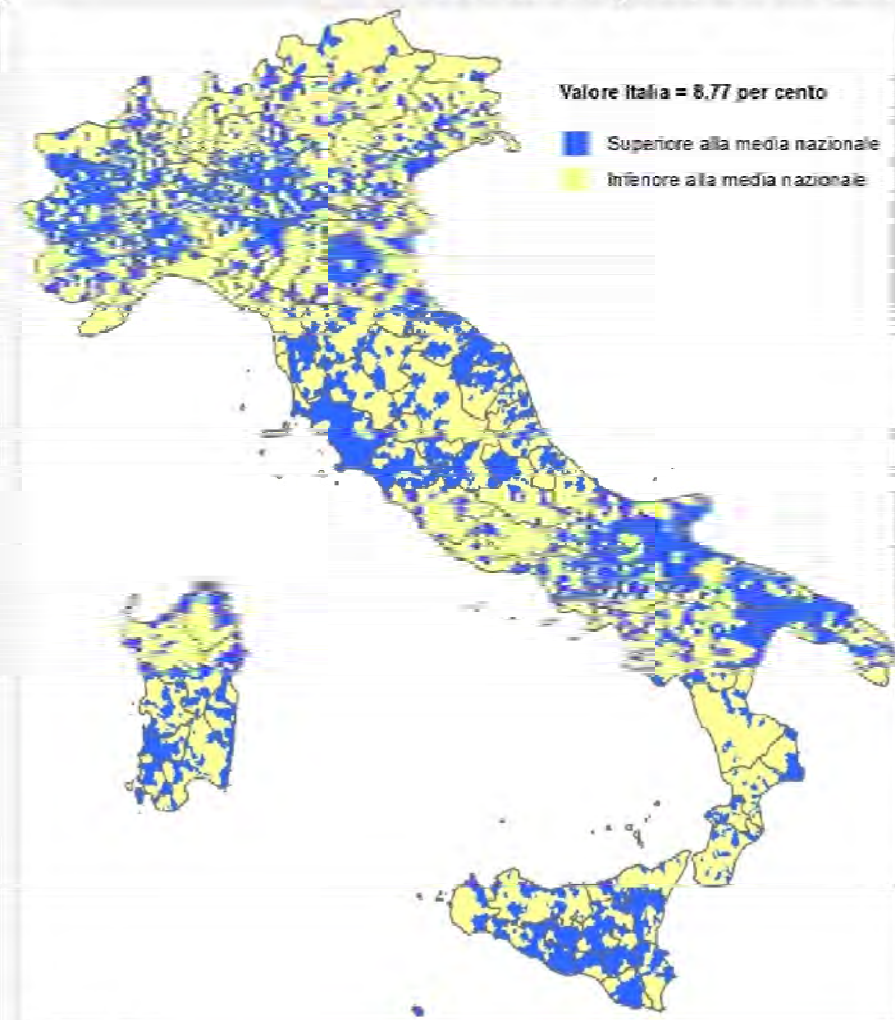 Valore Italia = 8,77 per cento
Superiore alla media nazionale
Inferiore alla media nazionale